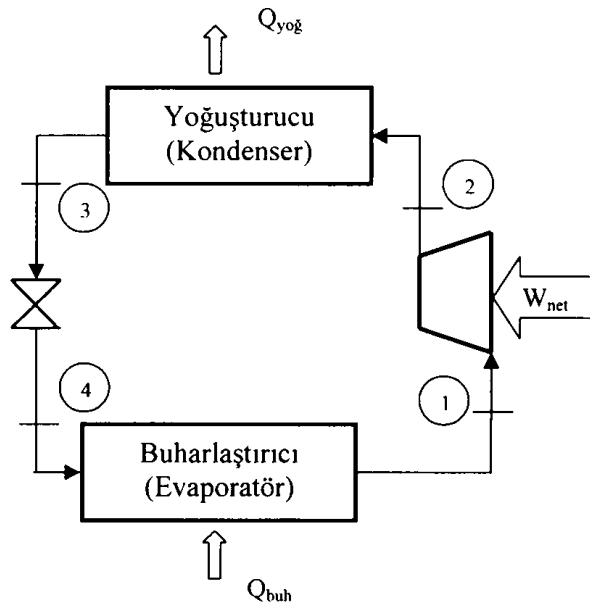 Q_yoğ
Yoğuşturucu
(Kondenser)
2
3
W_net
4
1
Buharlaştırıcı
(Evaporatör)
Q_buh